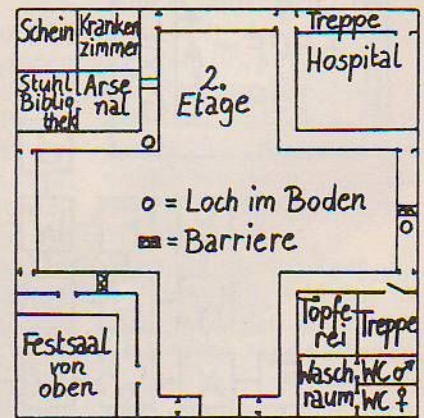 Schein
Kranken
zimmer
Treppe
Hospital
Stuhl
Biblio
thek
Arse
nal
2.
Etage
o = Loch im Boden
= Barriere
Töpfe
rei
Treppe
Festsaal
von
oben
Wasch
raum
WC ♂
WC ♀